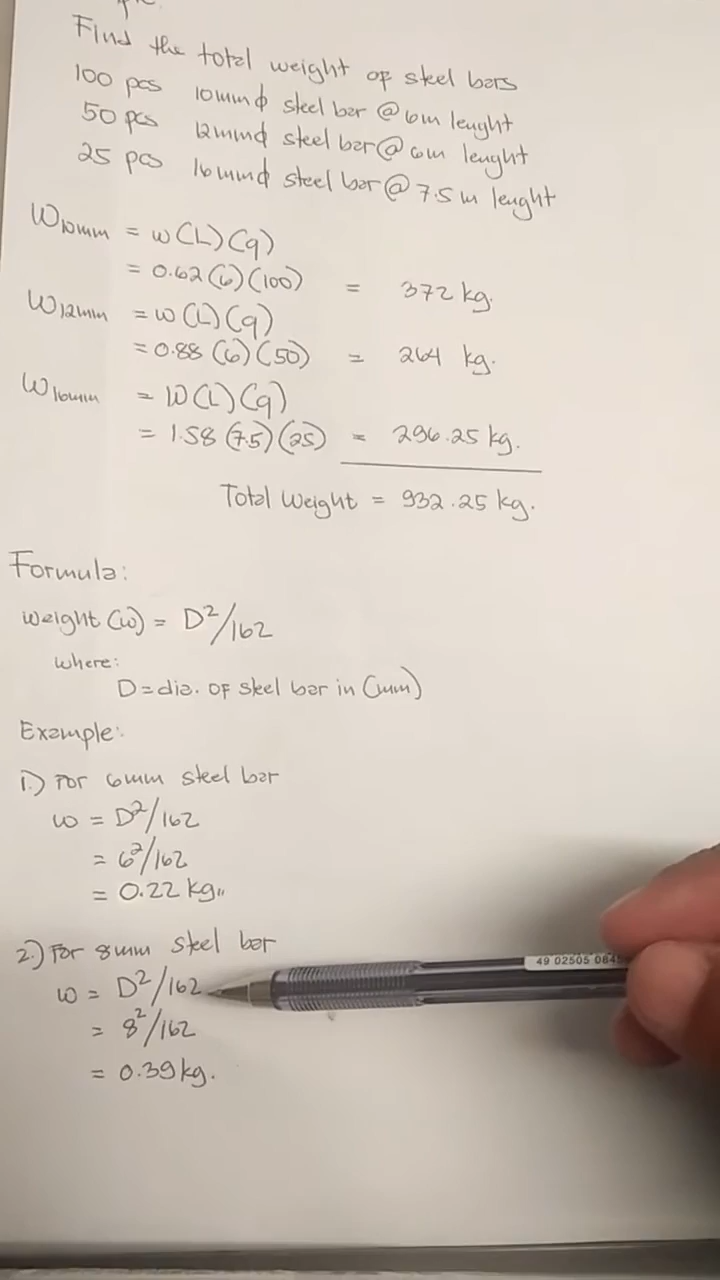 Find the total weight of steel bars
100 pcs 10mmф steel bar @ 6m lenght
50 pcs 12mmф steel bar @ 6m lenght
25 pcs 16mmф steel bar @ 7.5m lenght
W10mm = w(L)(q)
= 0.62(6)(100) = 372 kg.
W12mm = w(L)(q)
= 0.88(6)(50) = 264 kg.
W16mm = W(L)(q)
= 1.58(7.5)(25) = 296.25 kg.
Total Weight = 932.25 kg.
Formula:
weight (w) = D²/162
where:
D = dia. of steel bar in (mm)
Example:
1.) For 6mm steel bar
w = D²/162
= 6²/162
= 0.22 kg,,
2.) For 8mm steel bar
w = D²/162
= 8²/162
= 0.39 kg.
49 02505 084